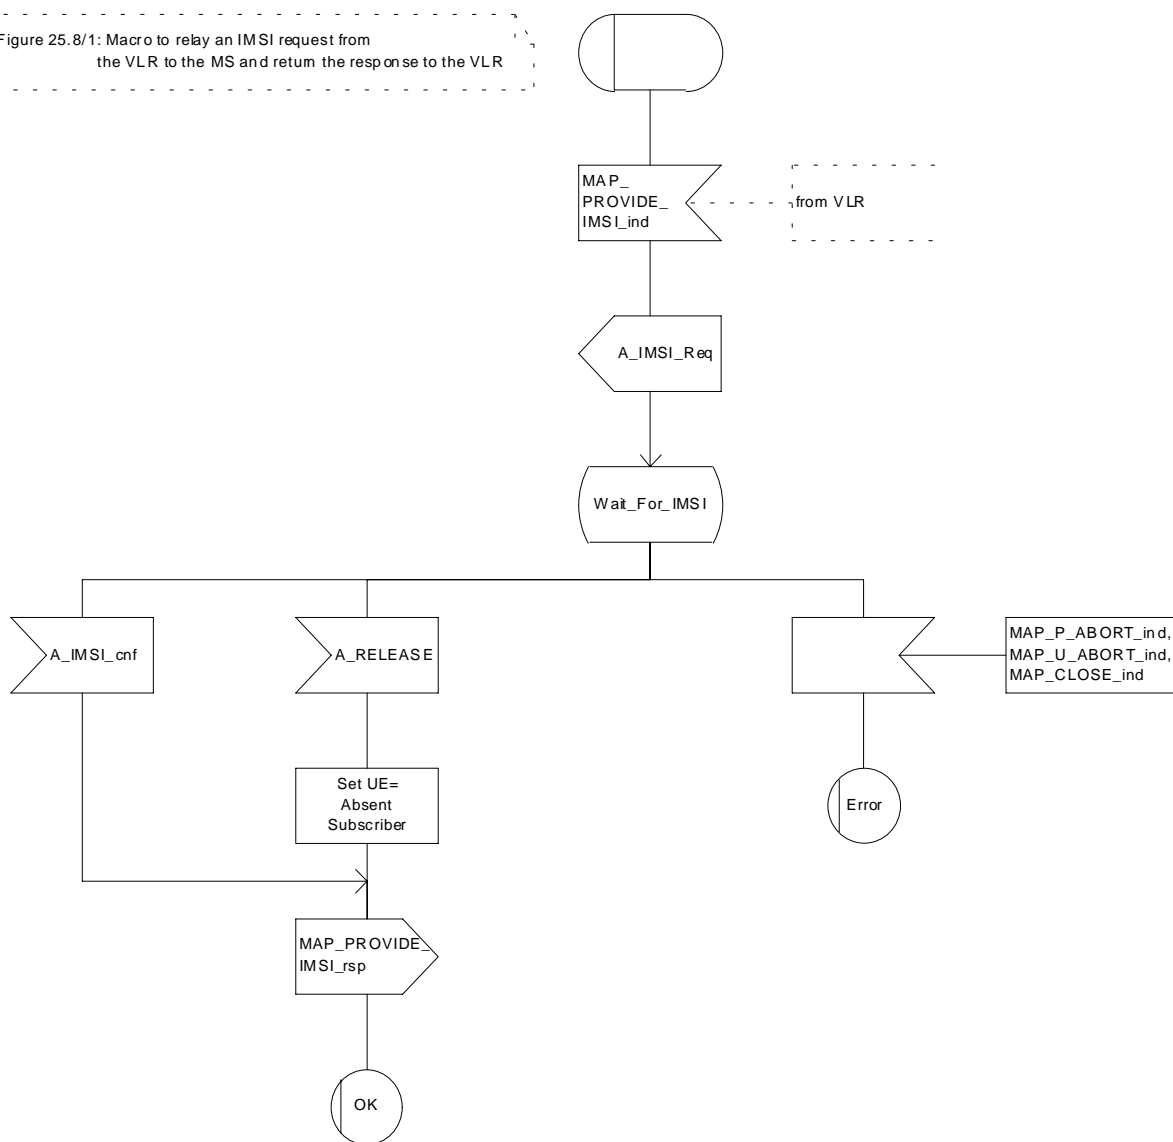 Figure 25.8/1: Macro to relay an IMSI request from
the VLR to the MS and return the response to the VLR
MAP_
PROVIDE_
IMSI_ind
from VLR
A_IMSI_Req
Wait_For_IMSI
A_IMSI_cnf
A_RELEASE
MAP_P_ABORT_ind,
MAP_U_ABORT_ind,
MAP_CLOSE_ind
Set UE=
Absent
Subscriber
Error
MAP_PROVIDE_
IMSI_rsp
OK